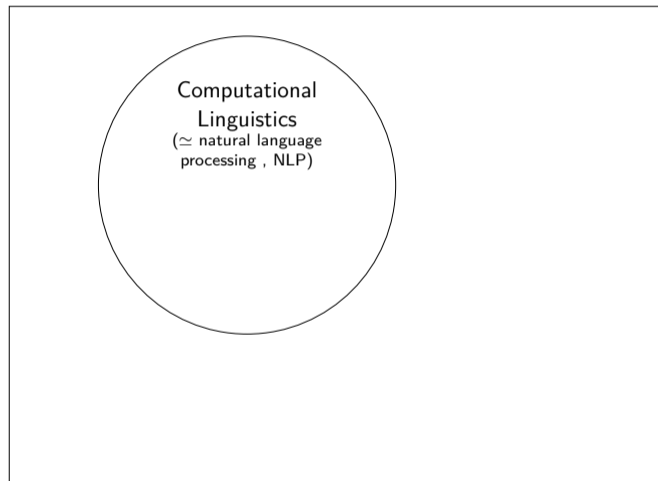 Computational
Linguistics
(≃ natural language
processing , NLP)